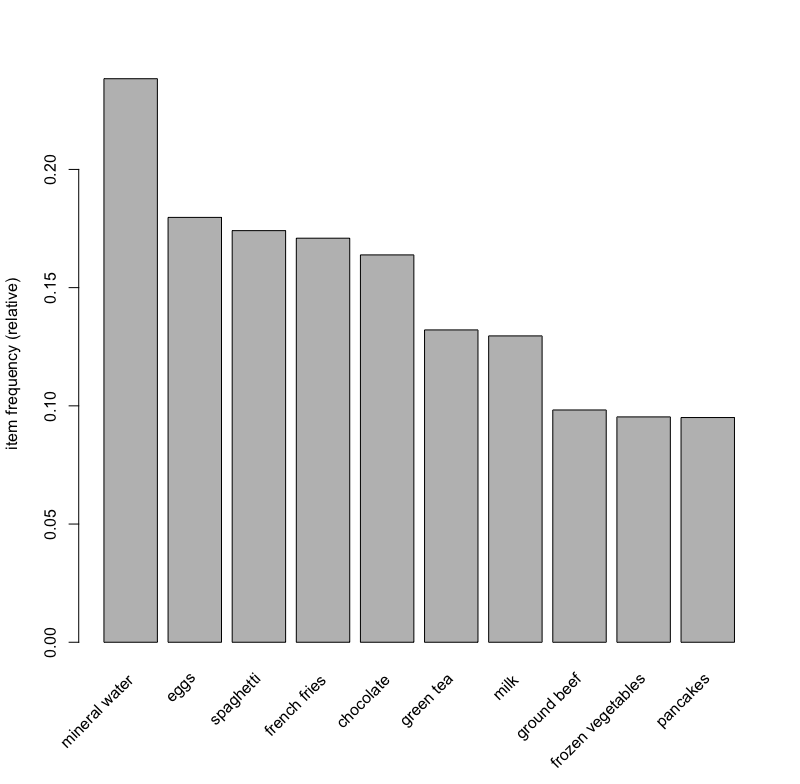 item frequency (relative)
0.20
0.15
0.10
0.05
0.00
mineral water
eggs
spaghetti
french fries
chocolate
green tea
milk
ground beef
frozen vegetables
pancakes